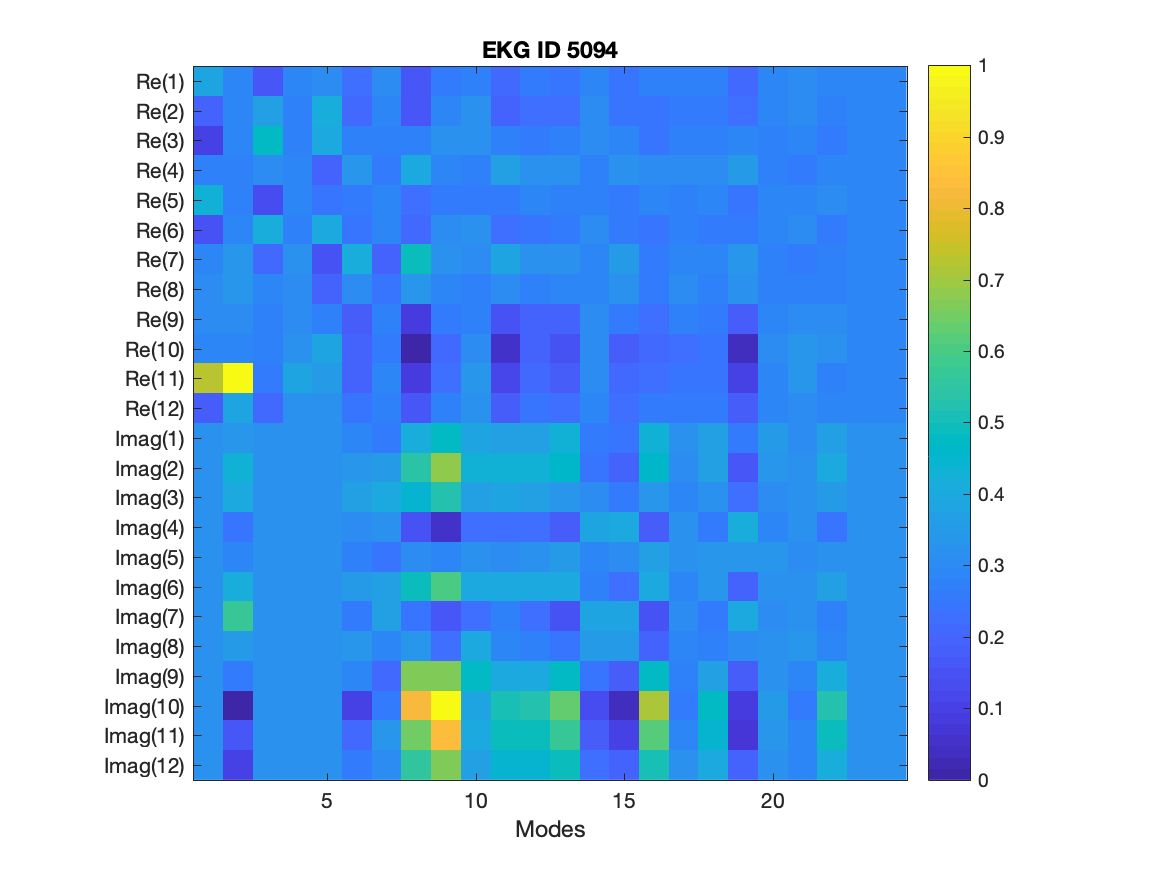 EKG ID 5094
Re(1)
Re(2)
Re(3)
Re(4)
Re(5)
Re(6)
Re(7)
Re(8)
Re(9)
Re(10)
Re(11)
Re(12)
Imag(1)
Imag(2)
Imag(3)
Imag(4)
Imag(5)
Imag(6)
Imag(7)
Imag(8)
Imag(9)
Imag(10)
Imag(11)
Imag(12)
5 10 15 20
Modes
1
0.9
0.8
0.7
0.6
0.5
0.4
0.3
0.2
0.1
0